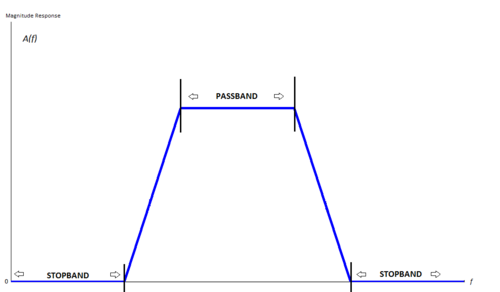 Magnitude Response
A(f)
PASSBAND
0
STOPBAND
STOPBAND
f